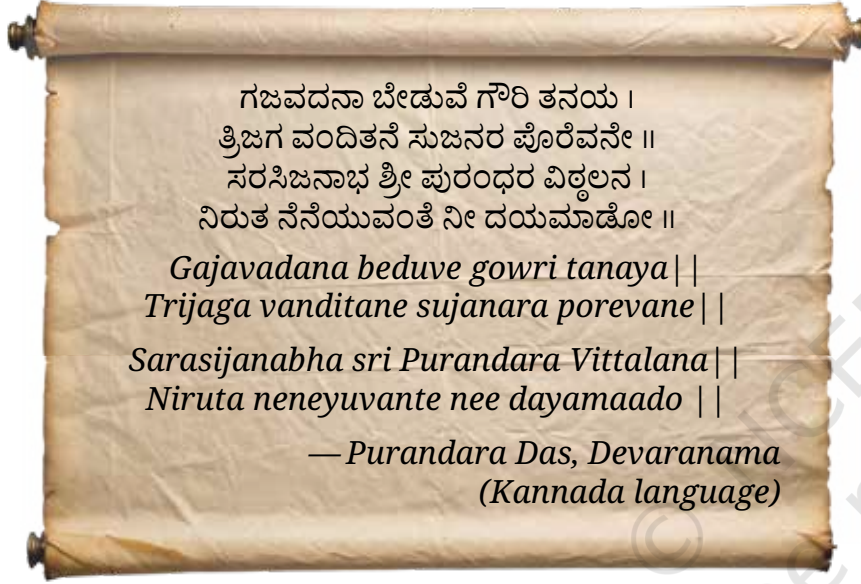 ಗಜವದನಾ ಬೇಡುವೆ ಗೌರಿ ತನಯ ।
ತ್ರಿಜಗ ವಂದಿತನೆ ಸುಜನರ ಪೊರೆವನೇ ॥
ಸರಸಿಜನಾಭ ಶ್ರೀ ಪುರಂಧರ ವಿಠ್ಠಲನ ।
ನಿರುತ ನೆನೆಯುವಂತೆ ನೀ ದಯಮಾಡೋ ॥
Gajavadana beduve gowri tanaya||
Trijaga vanditane sujanara porevane||
Sarasijanabha sri Purandara Vittalana||
Niruta neneyuvante nee dayamaado ||
— Purandara Das, Devaranama
(Kannada language)